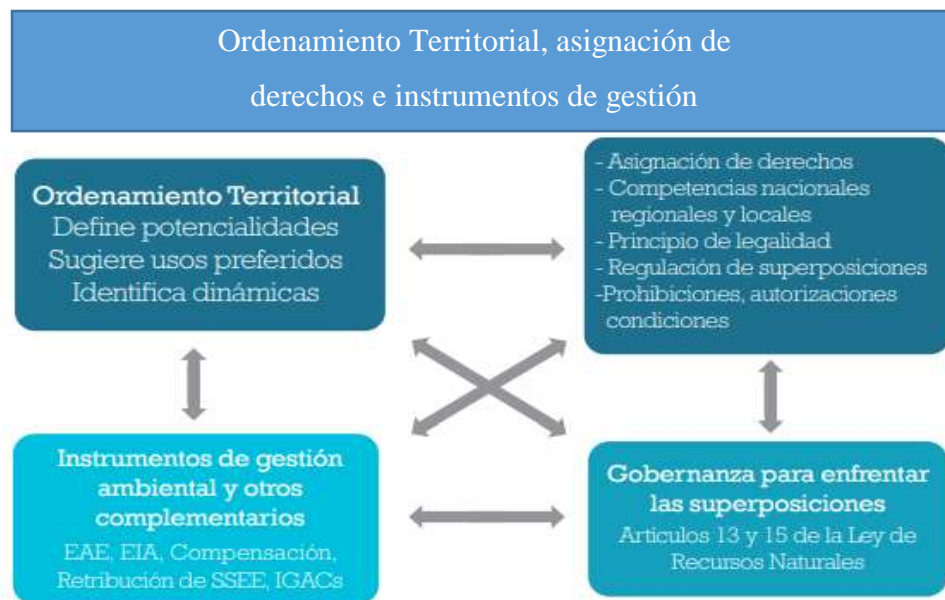 Ordenamiento Territorial, asignación de
derechos e instrumentos de gestión
Ordenamiento Territorial
Define potencialidades
Sugiere usos preferidos
Identifica dinámicas
- Asignación de derechos
- Competencias nacionales
regionales y locales
- Principio de legalidad
- Regulación de superposiciones
-Prohibiciones, autorizaciones
condiciones
Instrumentos de gestión
ambiental y otros
complementarios
EAE, EIA, Compensación,
Retribución de SSEE, IGACs
Gobernanza para enfrentar
las superposiciones
Artículos 13 y 15 de la Ley de
Recursos Naturales